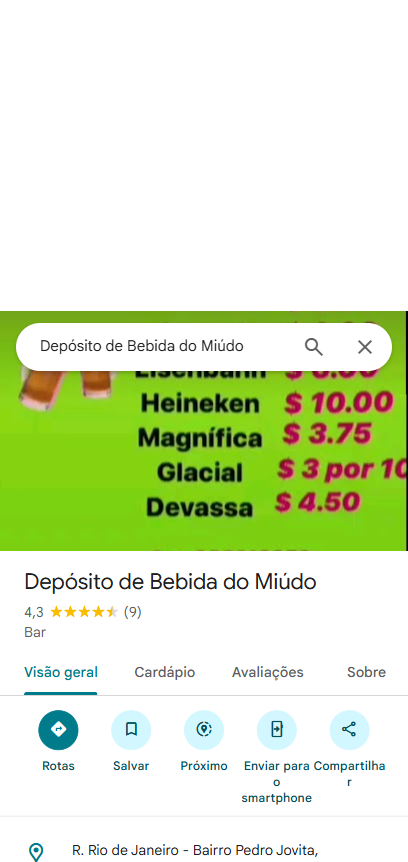 Depósito de Bebida do Miúdo
Eisenbahn
Heineken $ 10.00
Magnífica $ 3.75
Glacial $ 3 por 10
Devassa $ 4.50
Depósito de Bebida do Miúdo
4,3 (9)
Bar
Visão geral Cardápio Avaliações Sobre
Rotas Salvar Próximo Enviar para Compartilha
o r
smartphone
R. Rio de Janeiro - Bairro Pedro Jovita,